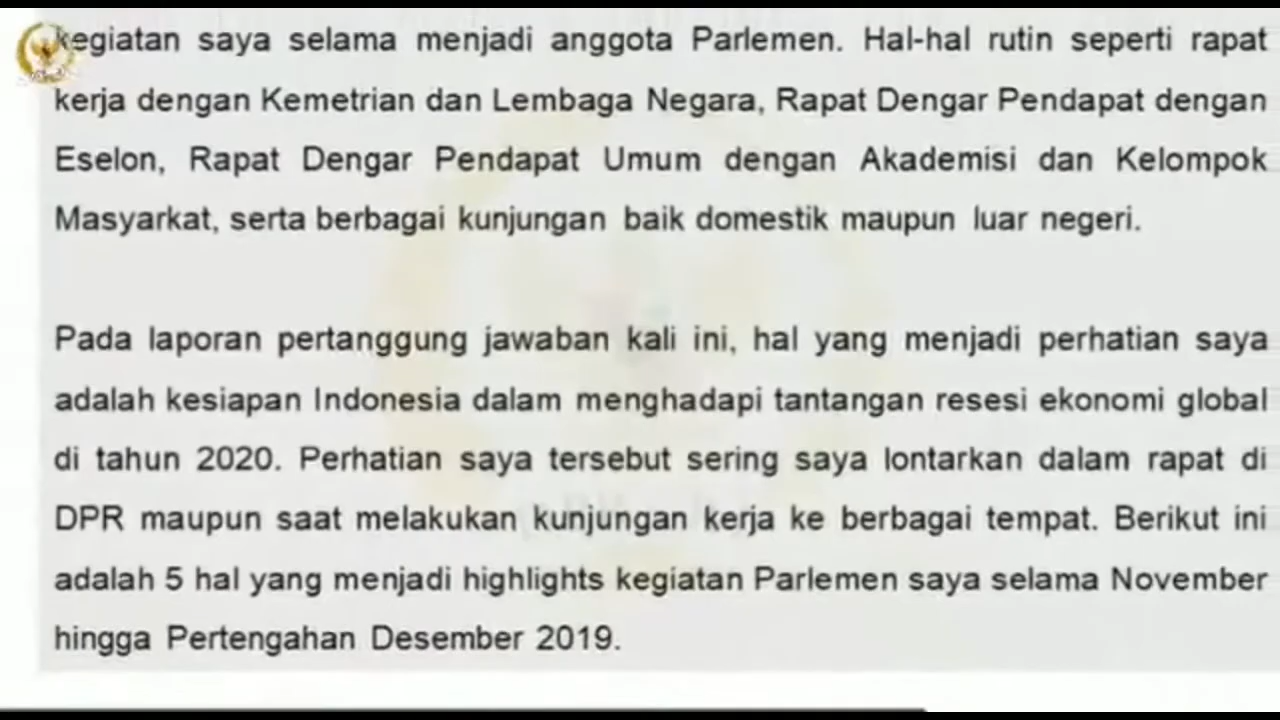 kegiatan saya selama menjadi anggota Parlemen. Hal-hal rutin seperti rapat
kerja dengan Kemetrian dan Lembaga Negara, Rapat Dengar Pendapat dengan
Eselon, Rapat Dengar Pendapat Umum dengan Akademisi dan Kelompok
Masyarkat, serta berbagai kunjungan baik domestik maupun luar negeri.
Pada laporan pertanggung jawaban kali ini, hal yang menjadi perhatian saya
adalah kesiapan Indonesia dalam menghadapi tantangan resesi ekonomi global
di tahun 2020. Perhatian saya tersebut sering saya lontarkan dalam rapat di
DPR maupun saat melakukan kunjungan kerja ke berbagai tempat. Berikut ini
adalah 5 hal yang menjadi highlights kegiatan Parlemen saya selama November
hingga Pertengahan Desember 2019.